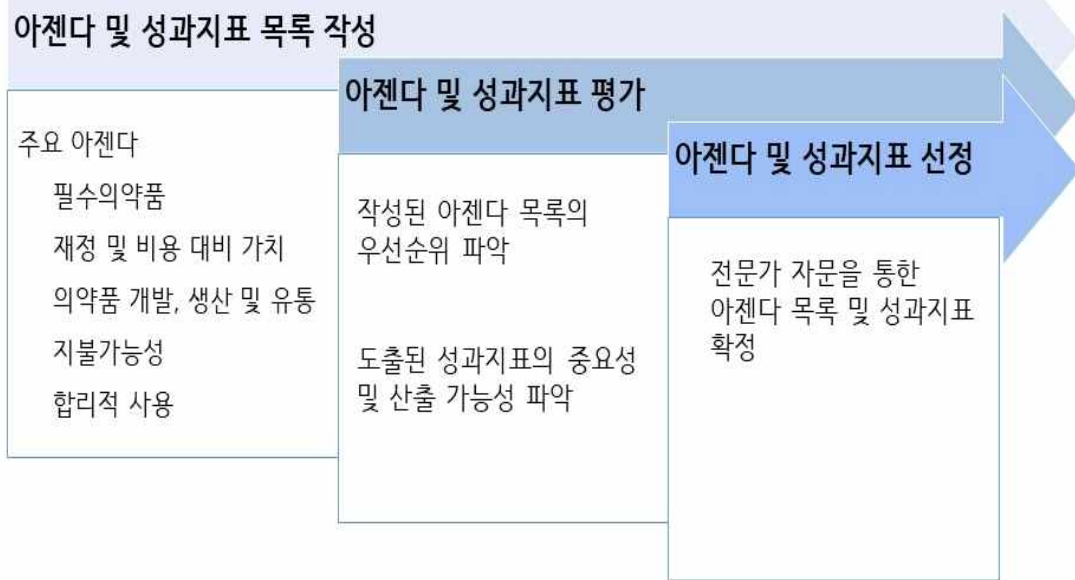 아젠다 및 성과지표 목록 작성
주요 아젠다
필수의약품
재정 및 비용 대비 가치
의약품 개발, 생산 및 유통
지불가능성
합리적 사용
아젠다 및 성과지표 평가
작성된 아젠다 목록의
우선순위 파악
도출된 성과지표의 중요성
및 산출 가능성 파악
아젠다 및 성과지표 선정
전문가 자문을 통한
아젠다 목록 및 성과지표
확정